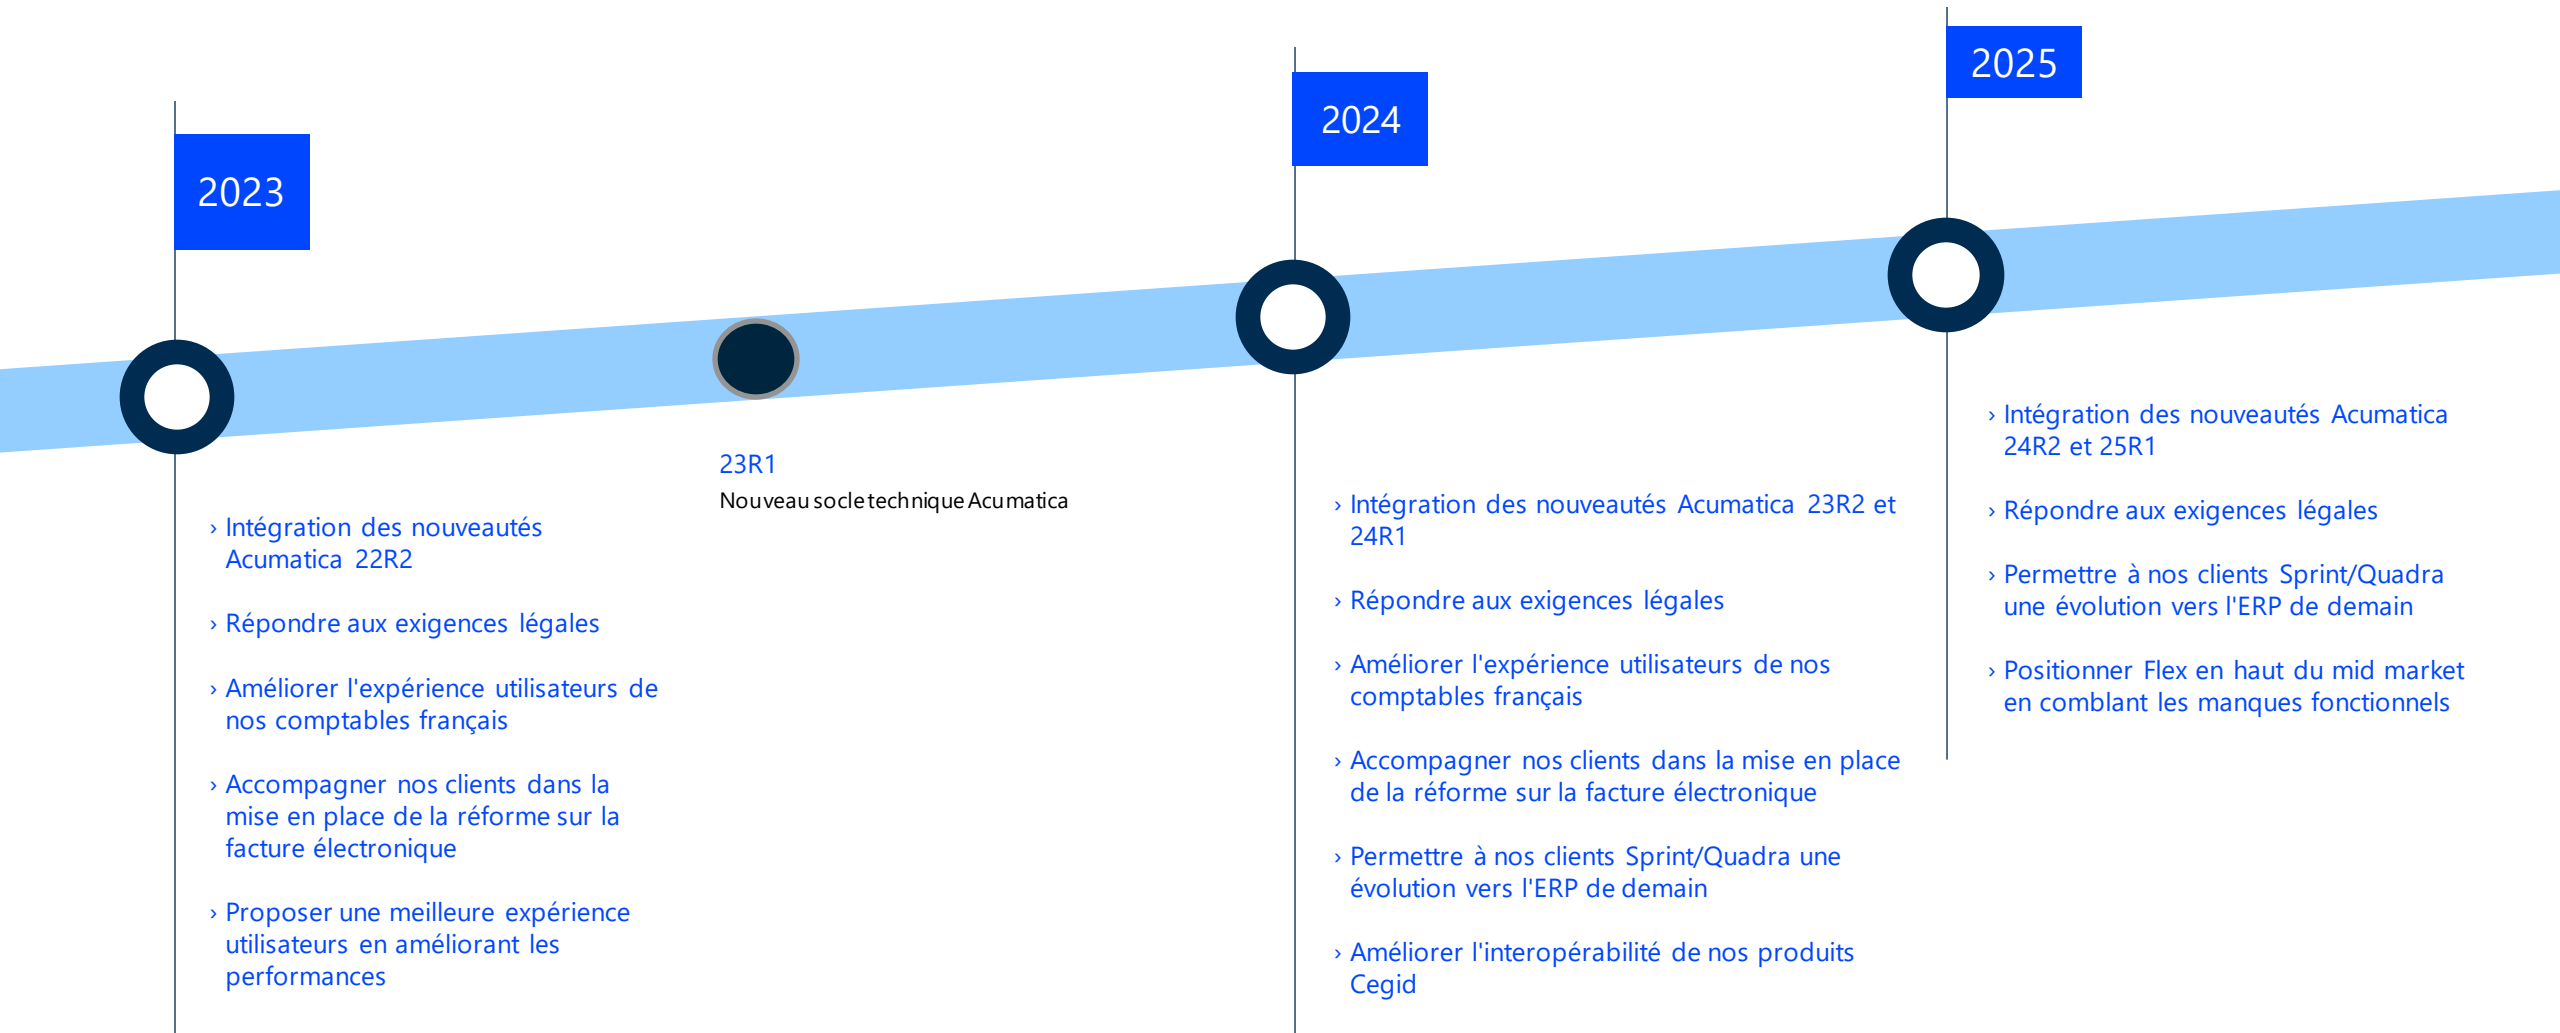 2023
› Intégration des nouveautés
Acumatica 22R2
› Répondre aux exigences légales
› Améliorer l'expérience utilisateurs de
nos comptables français
› Accompagner nos clients dans la
mise en place de la réforme sur la
facture électronique
› Proposer une meilleure expérience
utilisateurs en améliorant les
performances
23R1
Nouveau socle technique Acumatica
2024
› Intégration des nouveautés Acumatica 23R2 et
24R1
› Répondre aux exigences légales
› Améliorer l'expérience utilisateurs de nos
comptables français
› Accompagner nos clients dans la mise en place
de la réforme sur la facture électronique
› Permettre à nos clients Sprint/Quadra une
évolution vers l'ERP de demain
› Améliorer l'interopérabilité de nos produits
Cegid
2025
› Intégration des nouveautés Acumatica
24R2 et 25R1
› Répondre aux exigences légales
› Permettre à nos clients Sprint/Quadra
une évolution vers l'ERP de demain
› Positionner Flex en haut du mid market
en comblant les manques fonctionnels